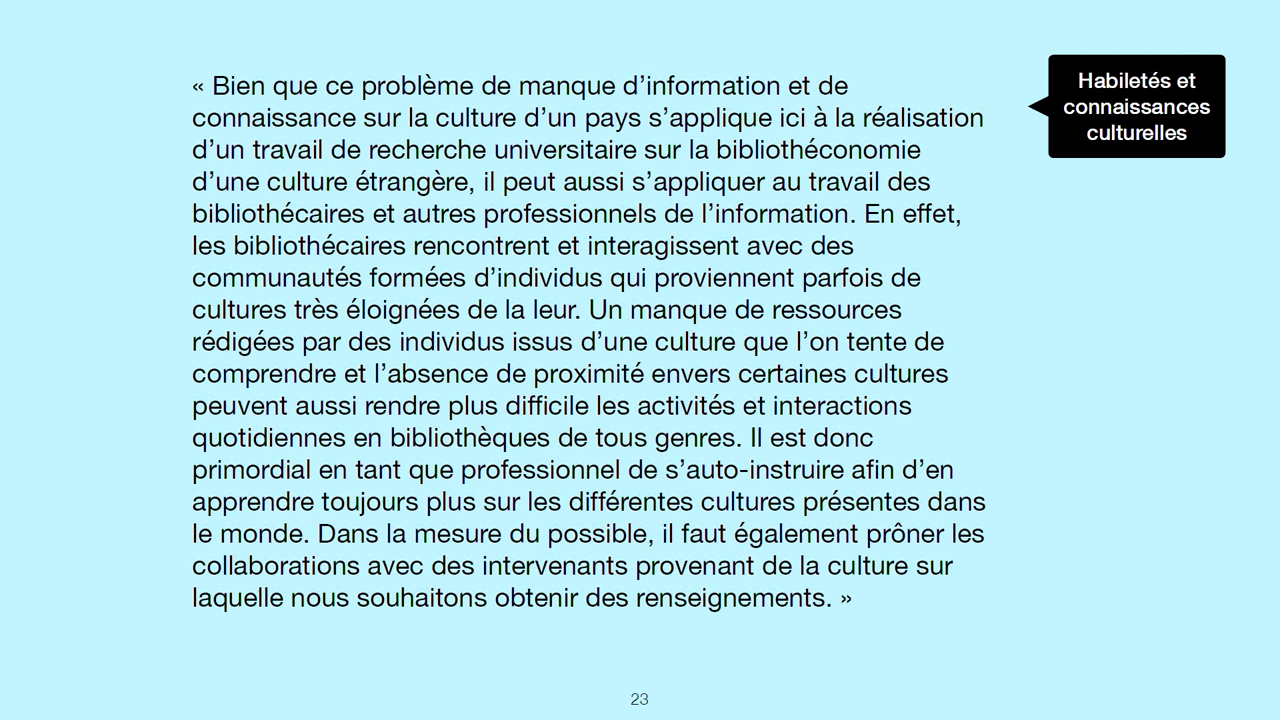 « Bien que ce problème de manque d’information et de
connaissance sur la culture d’un pays s’applique ici à la réalisation
d’un travail de recherche universitaire sur la bibliothéconomie
d’une culture étrangère, il peut aussi s’appliquer au travail des
bibliothécaires et autres professionnels de l’information. En effet,
les bibliothécaires rencontrent et interagissent avec des
communautés formées d’individus qui proviennent parfois de
cultures très éloignées de la leur. Un manque de ressources
rédigées par des individus issus d’une culture que l’on tente de
comprendre et l’absence de proximité envers certaines cultures
peuvent aussi rendre plus difficile les activités et interactions
quotidiennes en bibliothèques de tous genres. Il est donc
primordial en tant que professionnel de s’auto-instruire afin d’en
apprendre toujours plus sur les différentes cultures présentes dans
le monde. Dans la mesure du possible, il faut également prôner les
collaborations avec des intervenants provenant de la culture sur
laquelle nous souhaitons obtenir des renseignements. »
Habiletés et
connaissances
culturelles
23